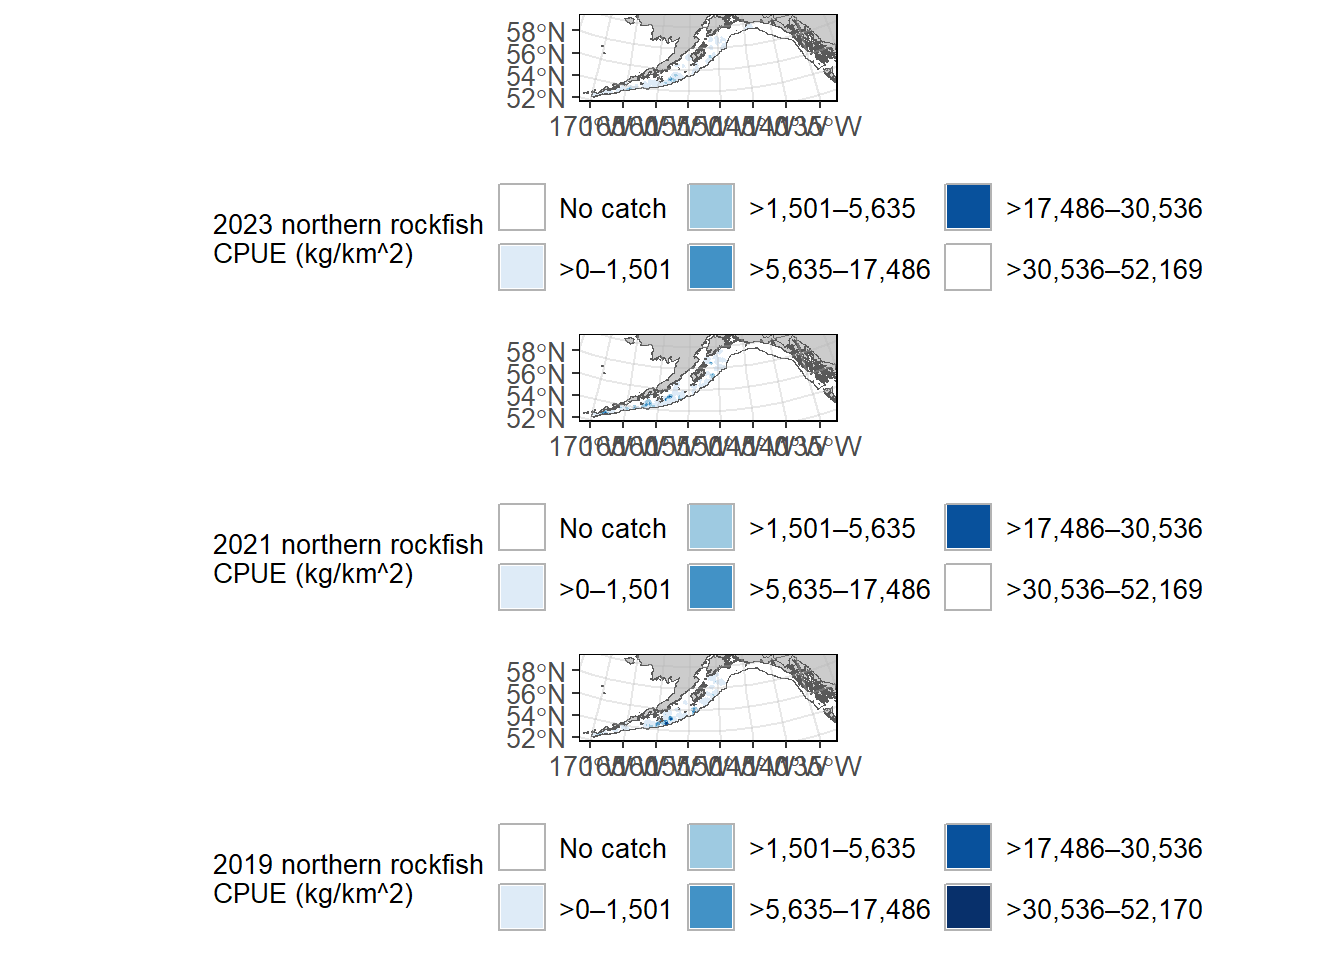 58°N
56°N
54°N
52°N
2023 northern rockfish
CPUE (kg/km^2)
No catch
>1,501–5,635
>17,486–30,536
>0–1,501
>5,635–17,486
>30,536–52,169
58°N
56°N
54°N
52°N
2021 northern rockfish
CPUE (kg/km^2)
No catch
>1,501–5,635
>17,486–30,536
>0–1,501
>5,635–17,486
>30,536–52,169
58°N
56°N
54°N
52°N
2019 northern rockfish
CPUE (kg/km^2)
No catch
>1,501–5,635
>17,486–30,536
>0–1,501
>5,635–17,486
>30,536–52,170